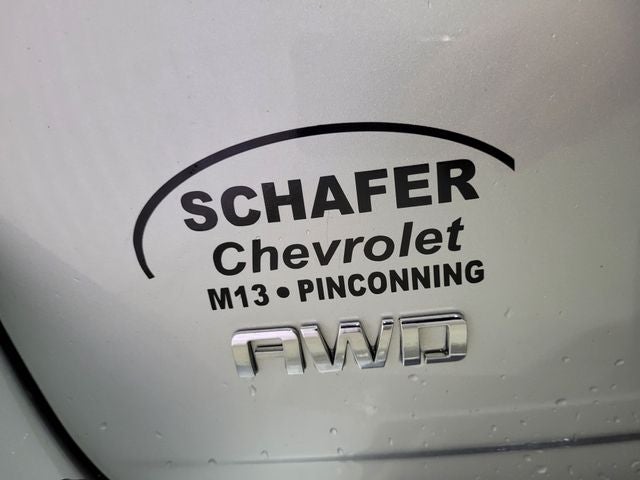 SCHAFER
Chevrolet
M13 • PINCONNING
AWD